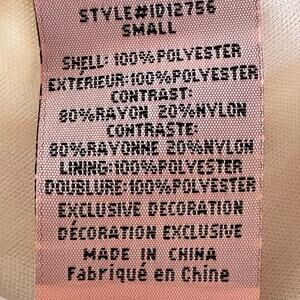 STYLE#ID12756
SMALL
SHELL: 100%POLYESTER
EXTÉRIEUR:100%POLYESTER
CONTRAST:
80%RAYON 20%NYLON
CONTRASTE:
80%RAYONNE 20%NYLON
LINING:100%POLYESTER
DOUBLURE:100%POLYESTER
EXCLUSIVE DECORATION
DÉCORATION EXCLUSIVE
MADE IN CHINA
Fabriqué en Chine